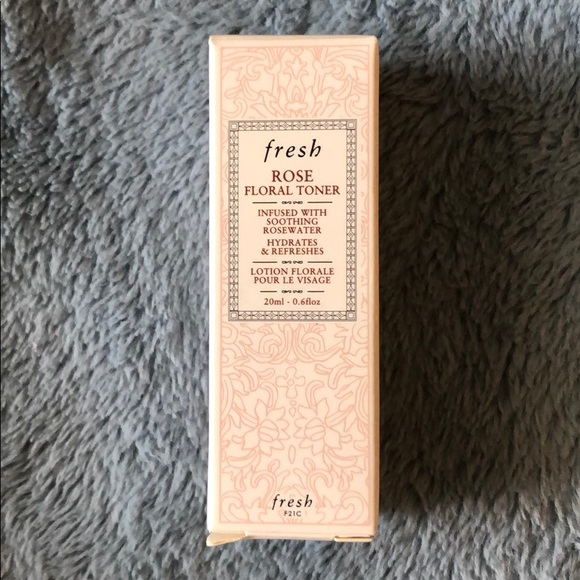 fresh
ROSE
FLORAL TONER
INFUSED WITH
SOOTHING
ROSEWATER
HYDRATES
& REFRESHES
LOTION FLORALE
POUR LE VISAGE
20ml - 0.6floz
fresh
F21C